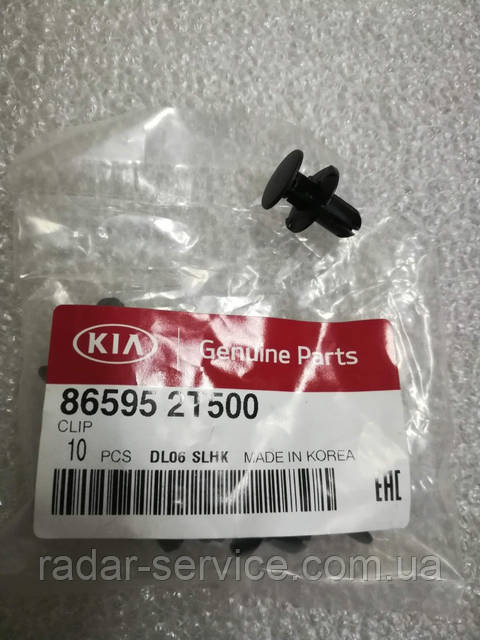 KIA Genuine Parts
86595 2T500
CLIP
10 PCS DL06 SLHK MADE IN KOREA
EAC
radar-service.com.ua